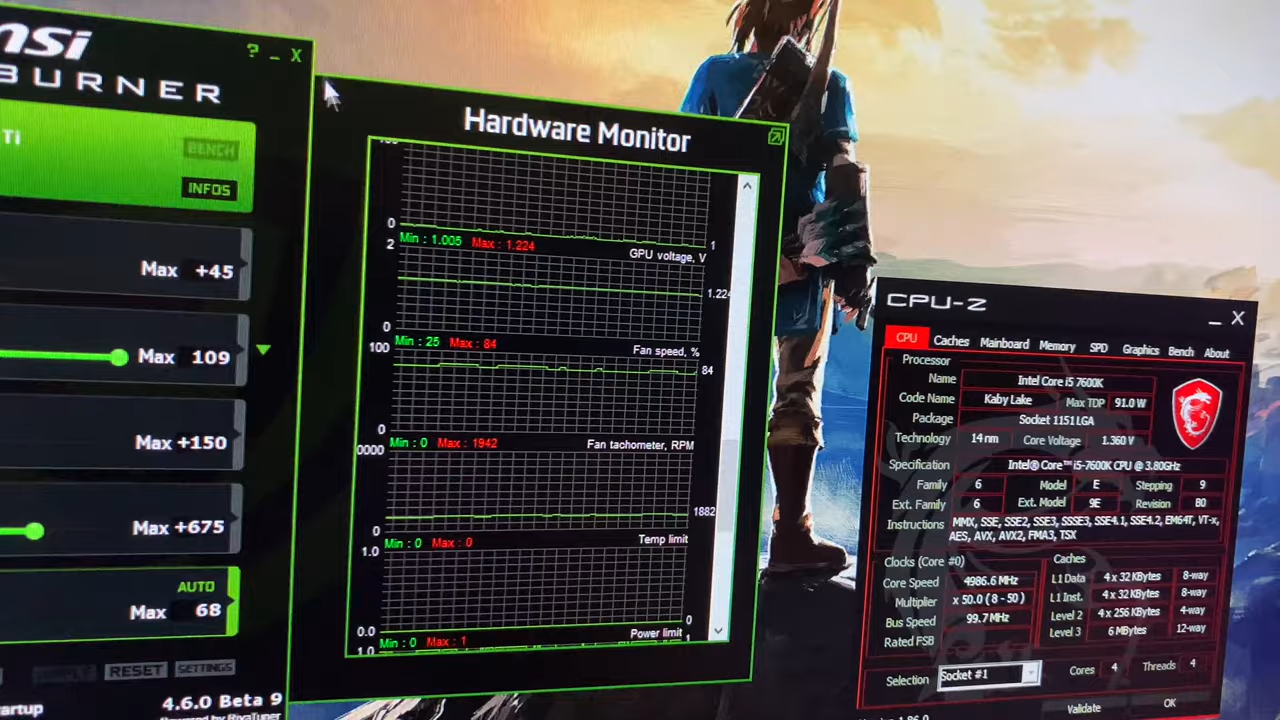 msi
BURNER
? _ X
Ti
BENCH
INFOS
Max +45
Max 109
Max +150
Max +675
AUTO
Max 68
RESET
SETTINGS
startup
4.6.0 Beta 9
Powered by RivaTuner
Hardware Monitor
0
1
Min : 1.005 Max : 1.224
GPU voltage, V
2
1.224
0
Min : 25 Max : 84
Fan speed, %
100
84
0
Min : 0 Max : 1942
Fan tachometer, RPM
0000
1882
0
Min : 0 Max : 0
Temp limit
1.0
0
0.0
Min : 0 Max : 1
Power limit
1.0
1
CPU-Z
_ X
CPU Caches Mainboard Memory SPD Graphics Bench About
Processor
Name Intel Core i5 7600K
Code Name Kaby Lake Max TDP 91.0 W
Package Socket 1151 LGA
Technology 14 nm Core Voltage 1.360 V
Specification Intel® Core™ i5-7600K CPU @ 3.80GHz
Family 6 Model E Stepping 9
Ext. Family 6 Ext. Model 9E Revision B0
Instructions MMX, SSE, SSE2, SSE3, SSSE3, SSE4.1, SSE4.2, EM64T, VT-x,
AES, AVX, AVX2, FMA3, TSX
Clocks (Core #0)
Core Speed 4986.6 MHz
Multiplier x 50.0 ( 8 - 50 )
Bus Speed 99.7 MHz
Rated FSB
Caches
L1 Data 4 x 32 KBytes 8-way
L1 Inst. 4 x 32 KBytes 8-way
Level 2 4 x 256 KBytes 4-way
Level 3 6 MBytes 12-way
Selection Socket #1 Cores 4 Threads 4
Validate OK